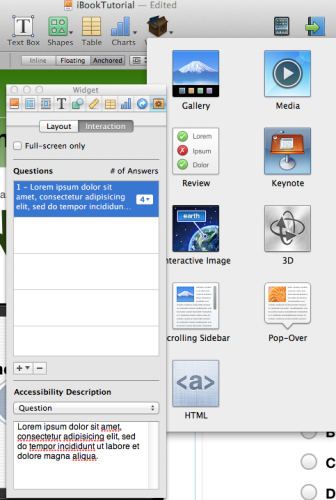 iBookTutorial — Edited
Text Box
Shapes
Table
Charts
Inline
Floating
Anchored
Widget
Layout
Interaction
Full-screen only
Questions
# of Answers
1 – Lorem ipsum dolor sit
amet, consectetur adipisicing
elit, sed do tempor incididun...
4
Accessibility Description
Question
Lorem ipsum dolor sit amet,
consectetur adipisicing elit, sed
do tempor incididunt ut labore et
dolore magna aliqua.
Gallery
Media
Lorem
Ipsum
Dolor
Review
Keynote
earth
nteractive Image
3D
crolling Sidebar
Pop-Over
<a>
HTML
B
C
D